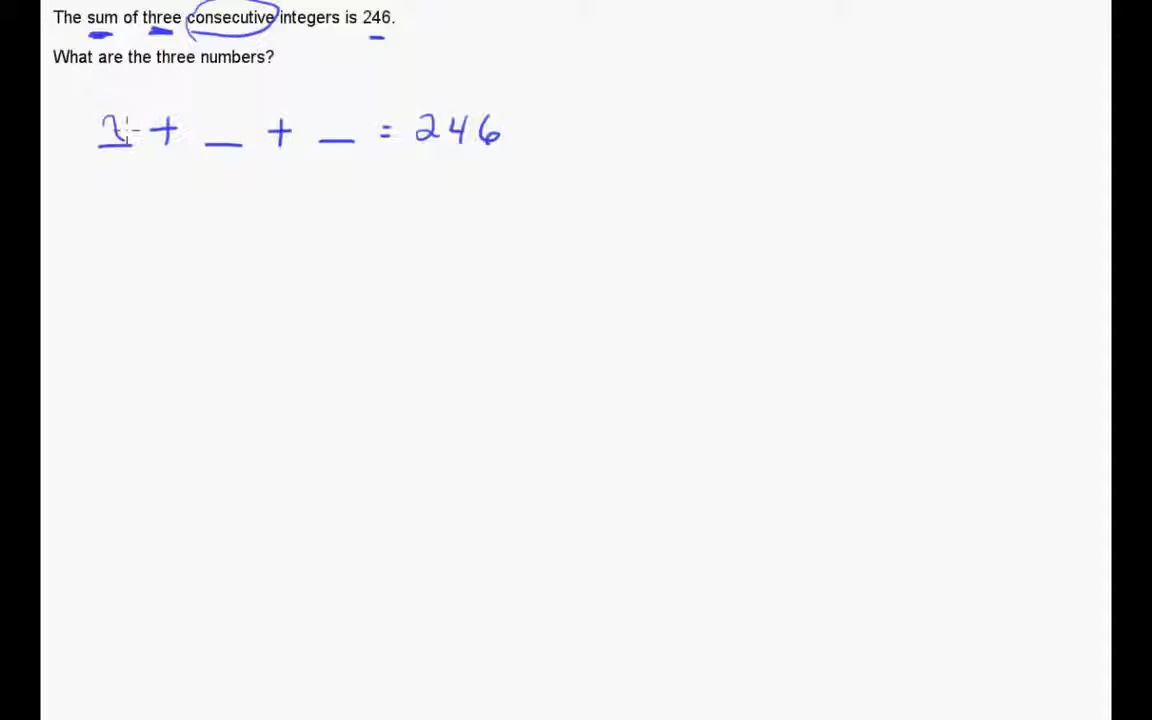 The sum of three consecutive integers is 246.
What are the three numbers?
+ _ + _ = 246